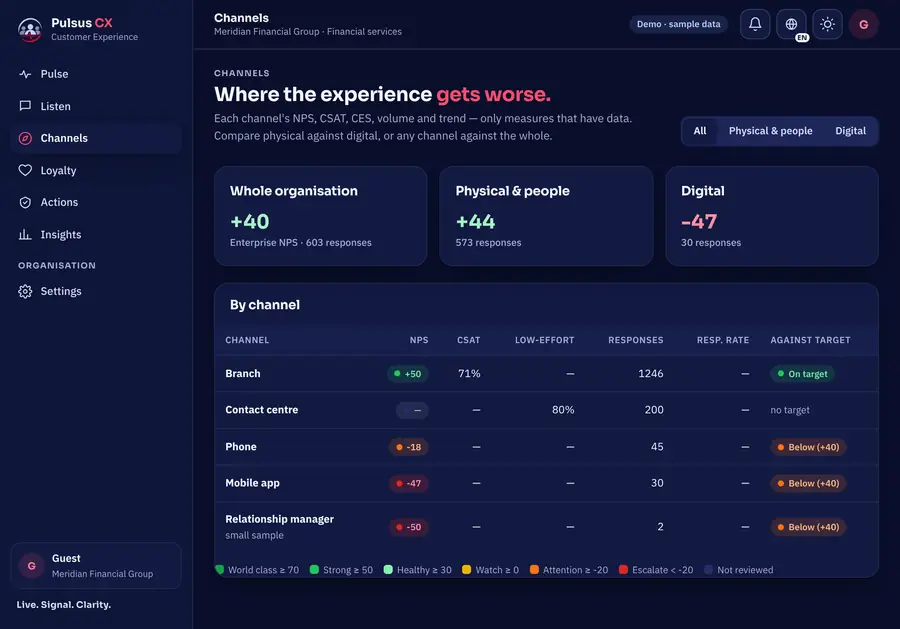 Pulsus CX
Customer Experience
Pulse
Listen
Channels
Loyalty
Actions
Insights
ORGANISATION
Settings
G
Guest
Meridian Financial Group
Live. Signal. Clarity.
Channels
Meridian Financial Group · Financial services
Demo · sample data
EN
G
CHANNELS
Where the experience gets worse.
Each channel's NPS, CSAT, CES, volume and trend — only measures that have data.
Compare physical against digital, or any channel against the whole.
All Physical & people Digital
Whole organisation
+40
Enterprise NPS · 603 responses
Physical & people
+44
573 responses
Digital
-47
30 responses
By channel
CHANNEL NPS CSAT LOW-EFFORT RESPONSES RESP. RATE AGAINST TARGET
Branch +50 71% — 1246 — On target
Contact centre — — 80% 200 — no target
Phone -18 — — 45 — Below (+40)
Mobile app -47 — — 30 — Below (+40)
Relationship manager -50 — — 2 — Below (+40)
small sample
World class ≥ 70 Strong ≥ 50 Healthy ≥ 30 Watch ≥ 0 Attention ≥ -20 Escalate < -20 Not reviewed